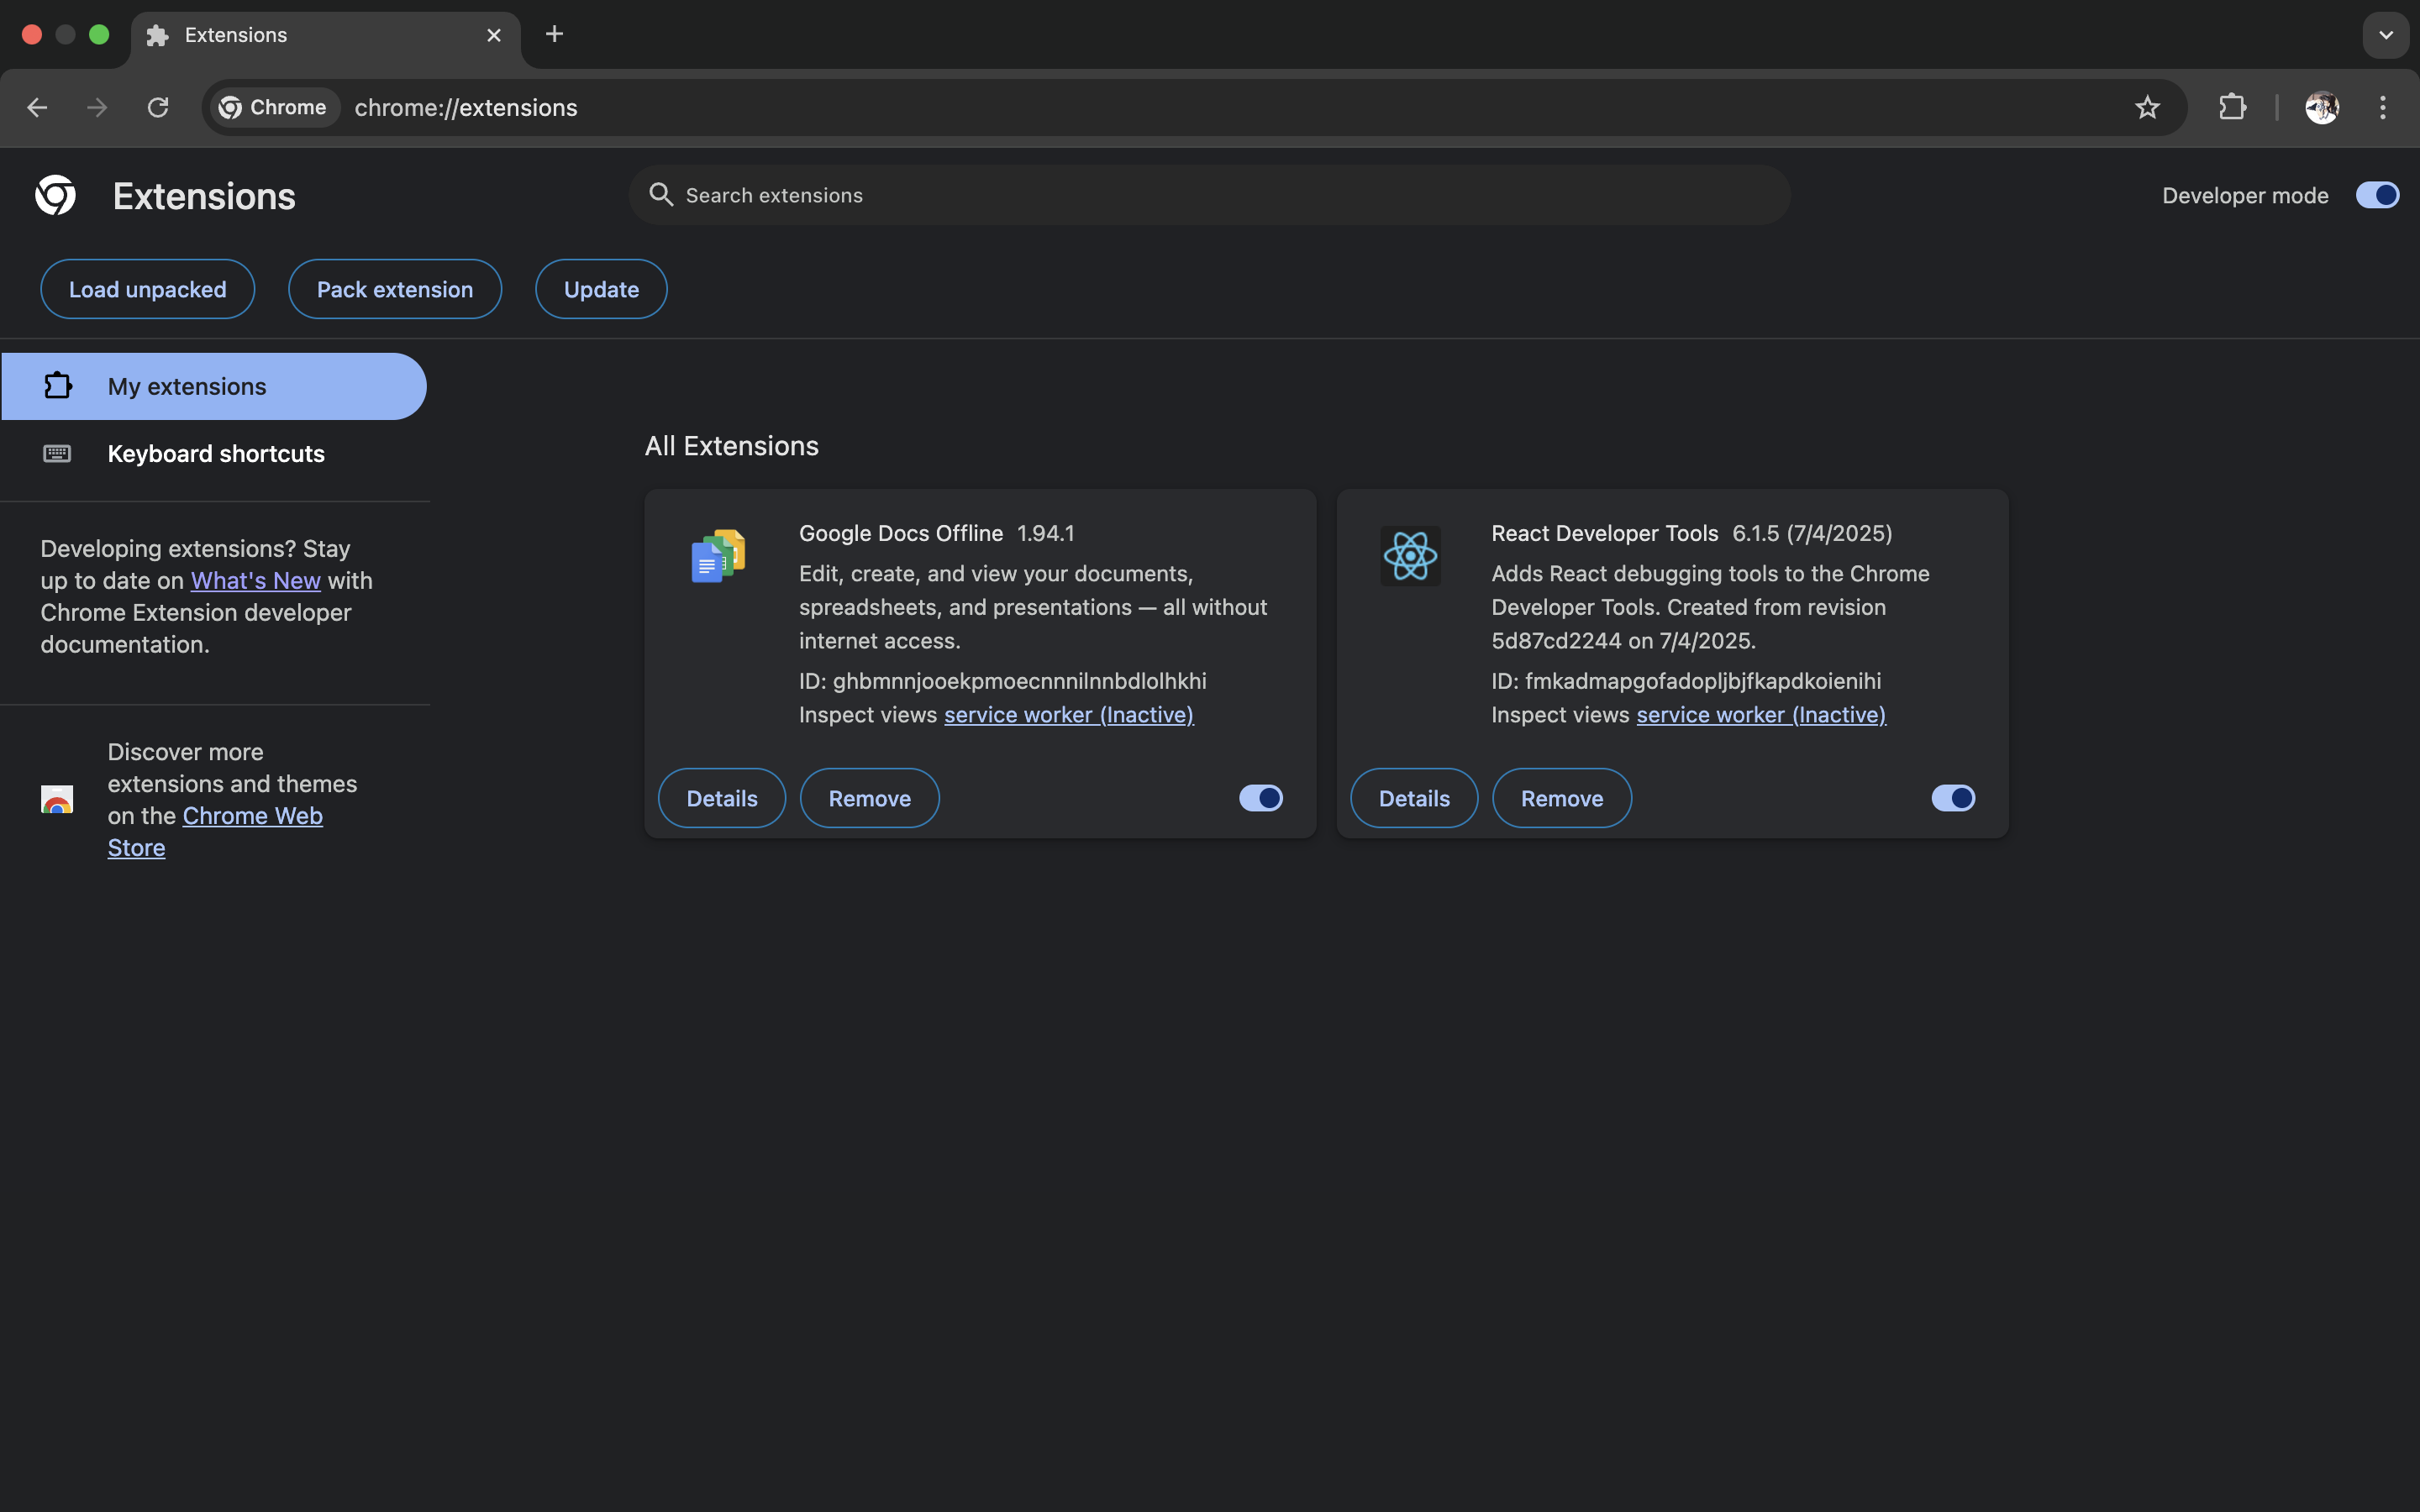 Extensions
Chrome
chrome://extensions
Extensions
Search extensions
Developer mode
Load unpacked
Pack extension
Update
My extensions
Keyboard shortcuts
Developing extensions? Stay
up to date on What's New with
Chrome Extension developer
documentation.
Discover more
extensions and themes
on the Chrome Web
Store
All Extensions
Google Docs Offline 1.94.1
Edit, create, and view your documents,
spreadsheets, and presentations — all without
internet access.
ID: ghbmnnjooekpmoecnnnilnnbdlolhkhi
Inspect views service worker (Inactive)
Details
Remove
React Developer Tools 6.1.5 (7/4/2025)
Adds React debugging tools to the Chrome
Developer Tools. Created from revision
5d87cd2244 on 7/4/2025.
ID: fmkadmapgofadopljbjfkapdkoienihi
Inspect views service worker (Inactive)
Details
Remove